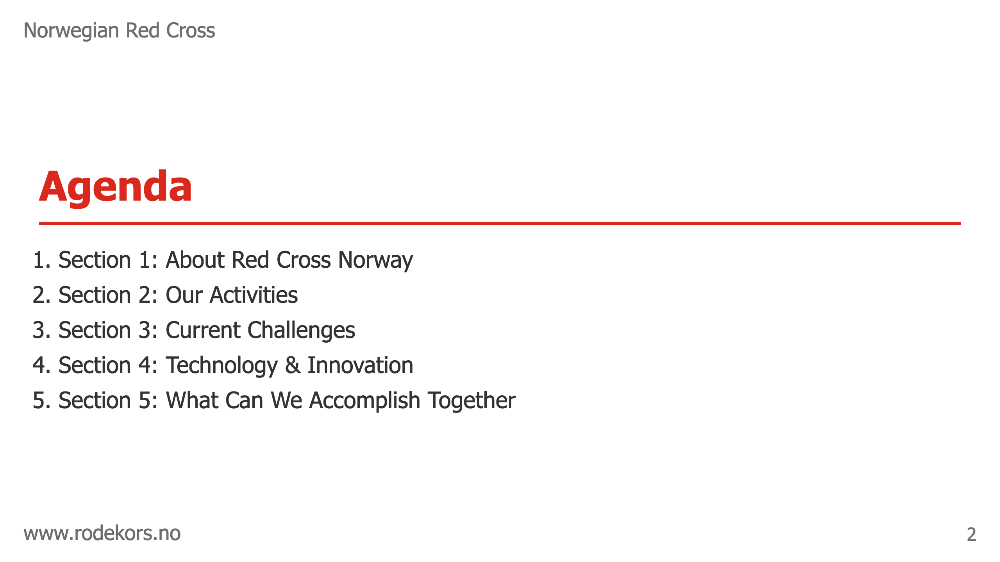 Norwegian Red Cross
Agenda
1. Section 1: About Red Cross Norway
2. Section 2: Our Activities
3. Section 3: Current Challenges
4. Section 4: Technology & Innovation
5. Section 5: What Can We Accomplish Together
www.rodekors.no
2